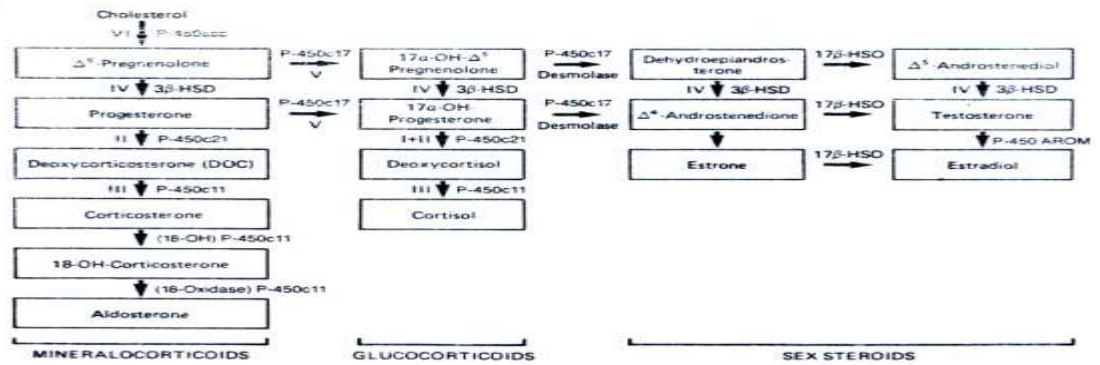 Cholesterol
VI P-450scc
Δ⁵-Pregnenolone
P-450c17
V
17α-OH-Δ⁵
Pregnenolone
P-450c17
Desmolase
Dehydroepiandros-
terone
17β-HSO
Δ⁵-Androstenediol
IV 3β-HSD
IV 3β-HSD
IV 3β-HSD
IV 3β-HSD
Progesterone
P-450c17
V
17α-OH-
Progesterone
P-450c17
Desmolase
Δ⁴-Androstenedione
17β-HSO
Testosterone
II P-450c21
I+II P-450c21
P-450 AROM
Deoxycorticosterone (DOC)
Deoxycortisol
Estrone
17β-HSO
Estradiol
III P-450c11
III P-450c11
Corticosterone
Cortisol
(18-OH) P-450c11
18-OH-Corticosterone
(18-Oxidase) P-450c11
Aldosterone
MINERALOCORTICOIDS
GLUCOCORTICOIDS
SEX STEROIDS